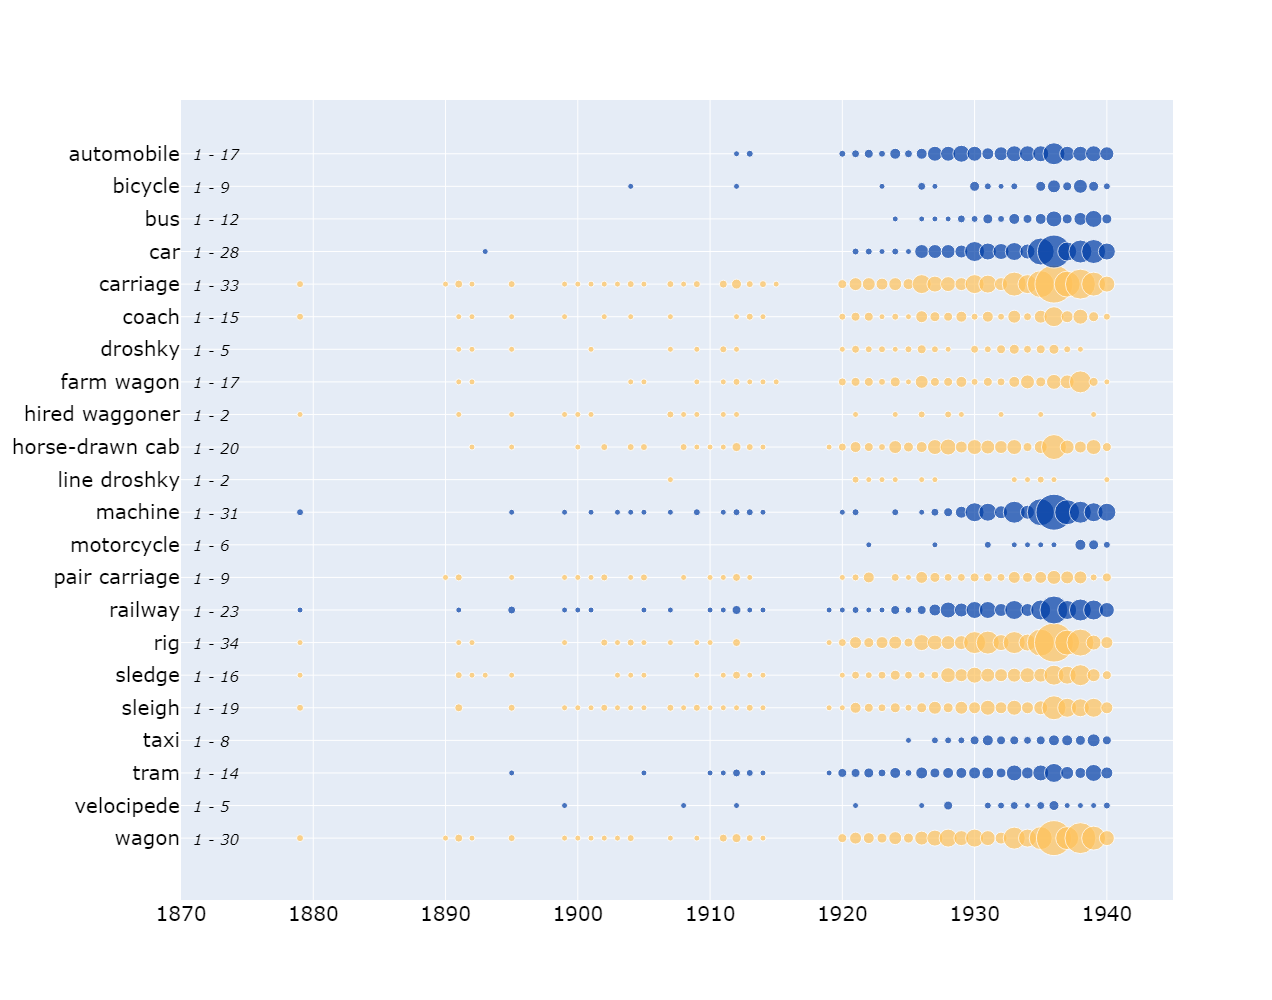 automobile 1 - 17
bicycle 1 - 9
bus 1 - 12
car 1 - 28
carriage 1 - 33
coach 1 - 15
droshky 1 - 5
farm wagon 1 - 17
hired waggoner 1 - 2
horse-drawn cab 1 - 20
line droshky 1 - 2
machine 1 - 31
motorcycle 1 - 6
pair carriage 1 - 9
railway 1 - 23
rig 1 - 34
sledge 1 - 16
sleigh 1 - 19
taxi 1 - 8
tram 1 - 14
velocipede 1 - 5
wagon 1 - 30
1870 1880 1890 1900 1910 1920 1930 1940